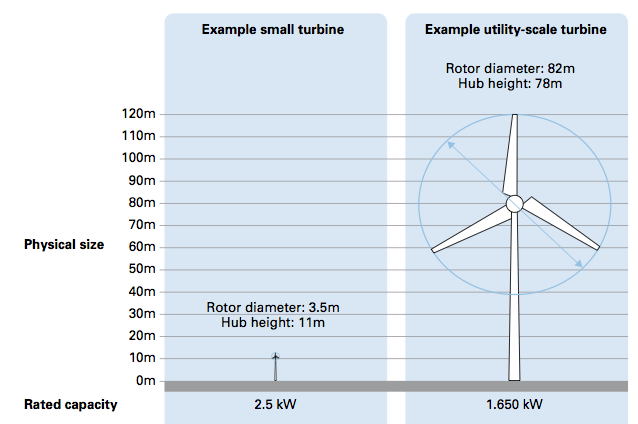 Example small turbine
Example utility-scale turbine
Rotor diameter: 82m
Hub height: 78m
120m
110m
100m
90m
80m
70m
Physical size
60m
50m
40m
30m
Rotor diameter: 3.5m
Hub height: 11m
20m
10m
0m
Rated capacity
2.5 kW
1.650 kW